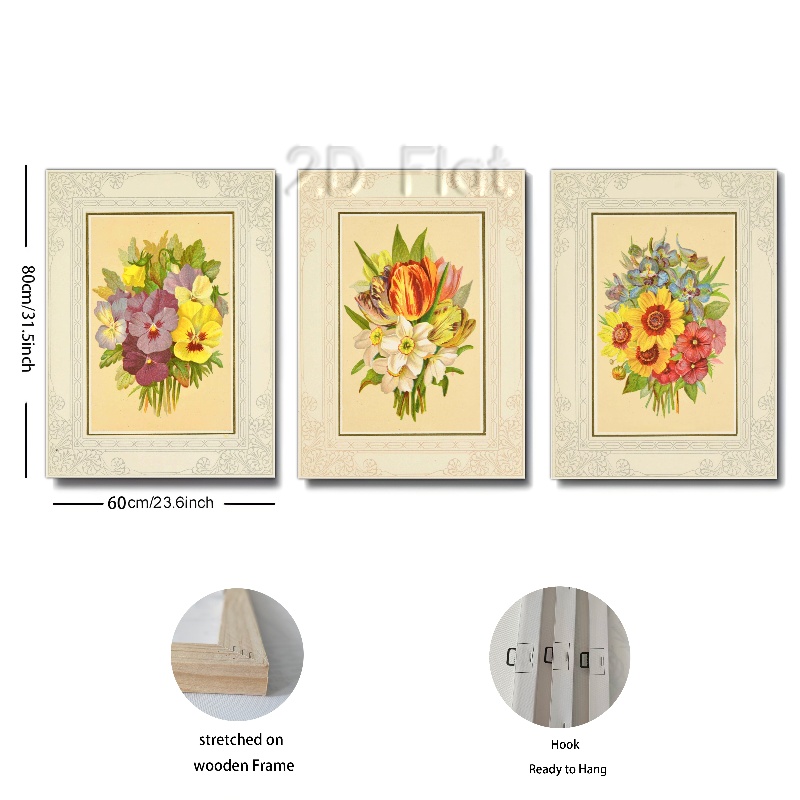 2D Flat
80cm/31.5inch
60cm/23.6inch
stretched on
wooden Frame
Hook
Ready to Hang